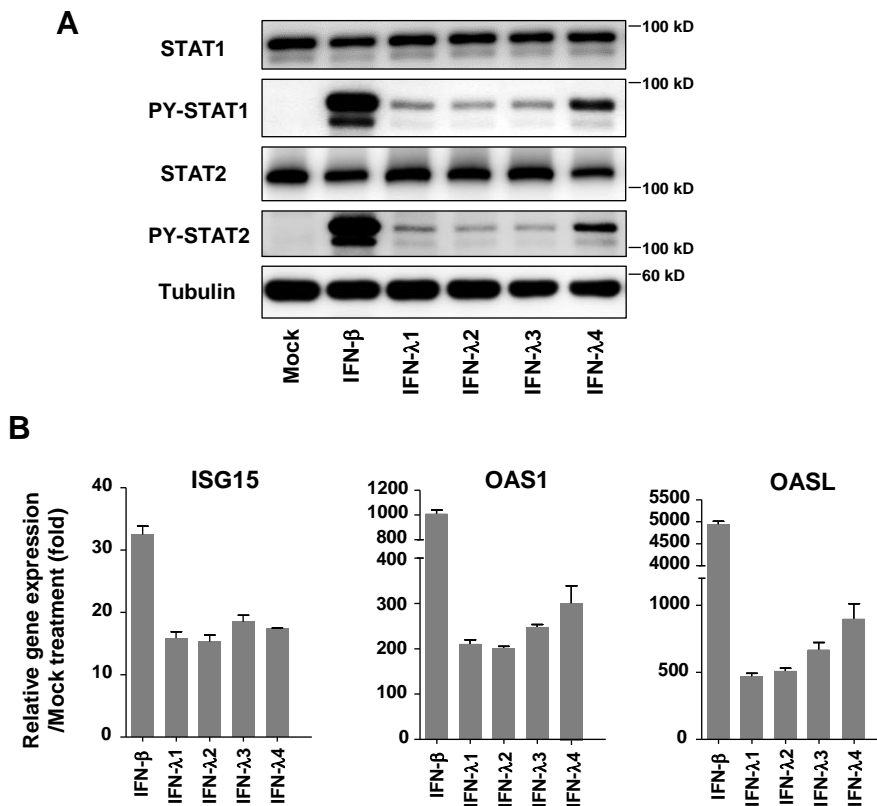 A
STAT1
100 kD
PY-STAT1
100 kD
STAT2
100 kD
PY-STAT2
100 kD
Tubulin
60 kD
Mock
IFN-β
IFN-λ1
IFN-λ2
IFN-λ3
IFN-λ4
B
Relative gene expression
/Mock treatment (fold)
ISG15
40
30
20
10
0
IFN-β
IFN-λ1
IFN-λ2
IFN-λ3
IFN-λ4
OAS1
1200
1000
800
400
300
200
100
0
IFN-β
IFN-λ1
IFN-λ2
IFN-λ3
IFN-λ4
OASL
5500
5000
4500
4000
1000
500
0
IFN-β
IFN-λ1
IFN-λ2
IFN-λ3
IFN-λ4